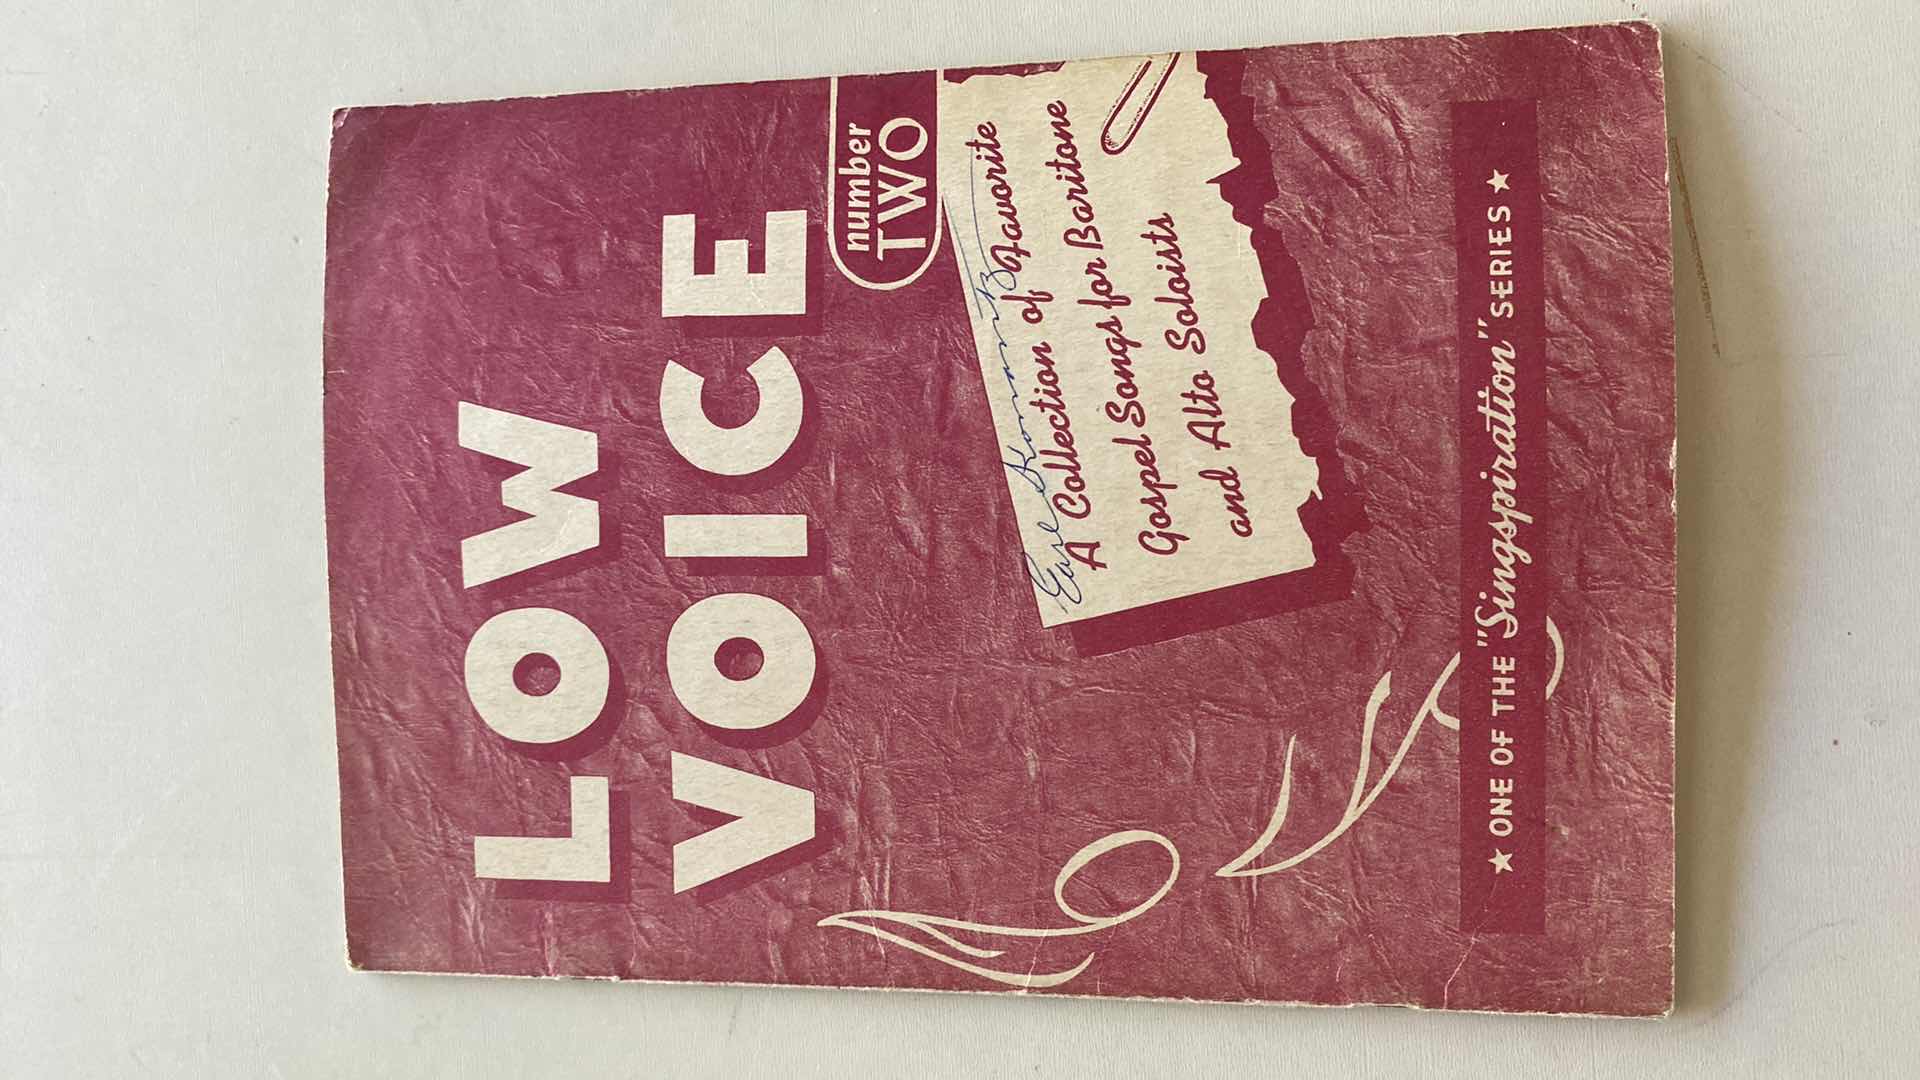 LOW
VOICE
number
TWO
Earl
A Collection of Favorite
Gospel Songs for Baritone
and Alto Soloists
★ ONE OF THE "Singspiration" SERIES ★